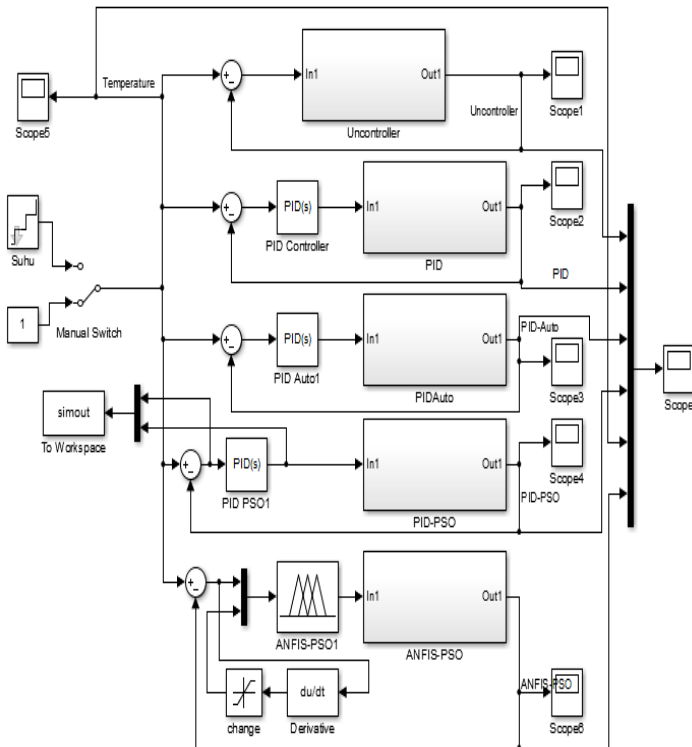 Temperature
Scope5
+
−
In1
Out1
Uncontroller
Uncontroller
Scope1
Suhu
1
Manual Switch
+
−
PID(s)
PID Controller
In1
Out1
PID
Scope2
PID
+
−
PID(s)
PID Auto1
In1
Out1
PIDAuto
PID-Auto
Scope3
Scope
simout
To Workspace
+
−
PID(s)
PID PSO1
In1
Out1
PID-PSO
Scope4
PID-PSO
+
−
ANFIS-PSO1
In1
Out1
ANFIS-PSO
ANFIS-PSO
Scope6
change
du/dt
Derivative